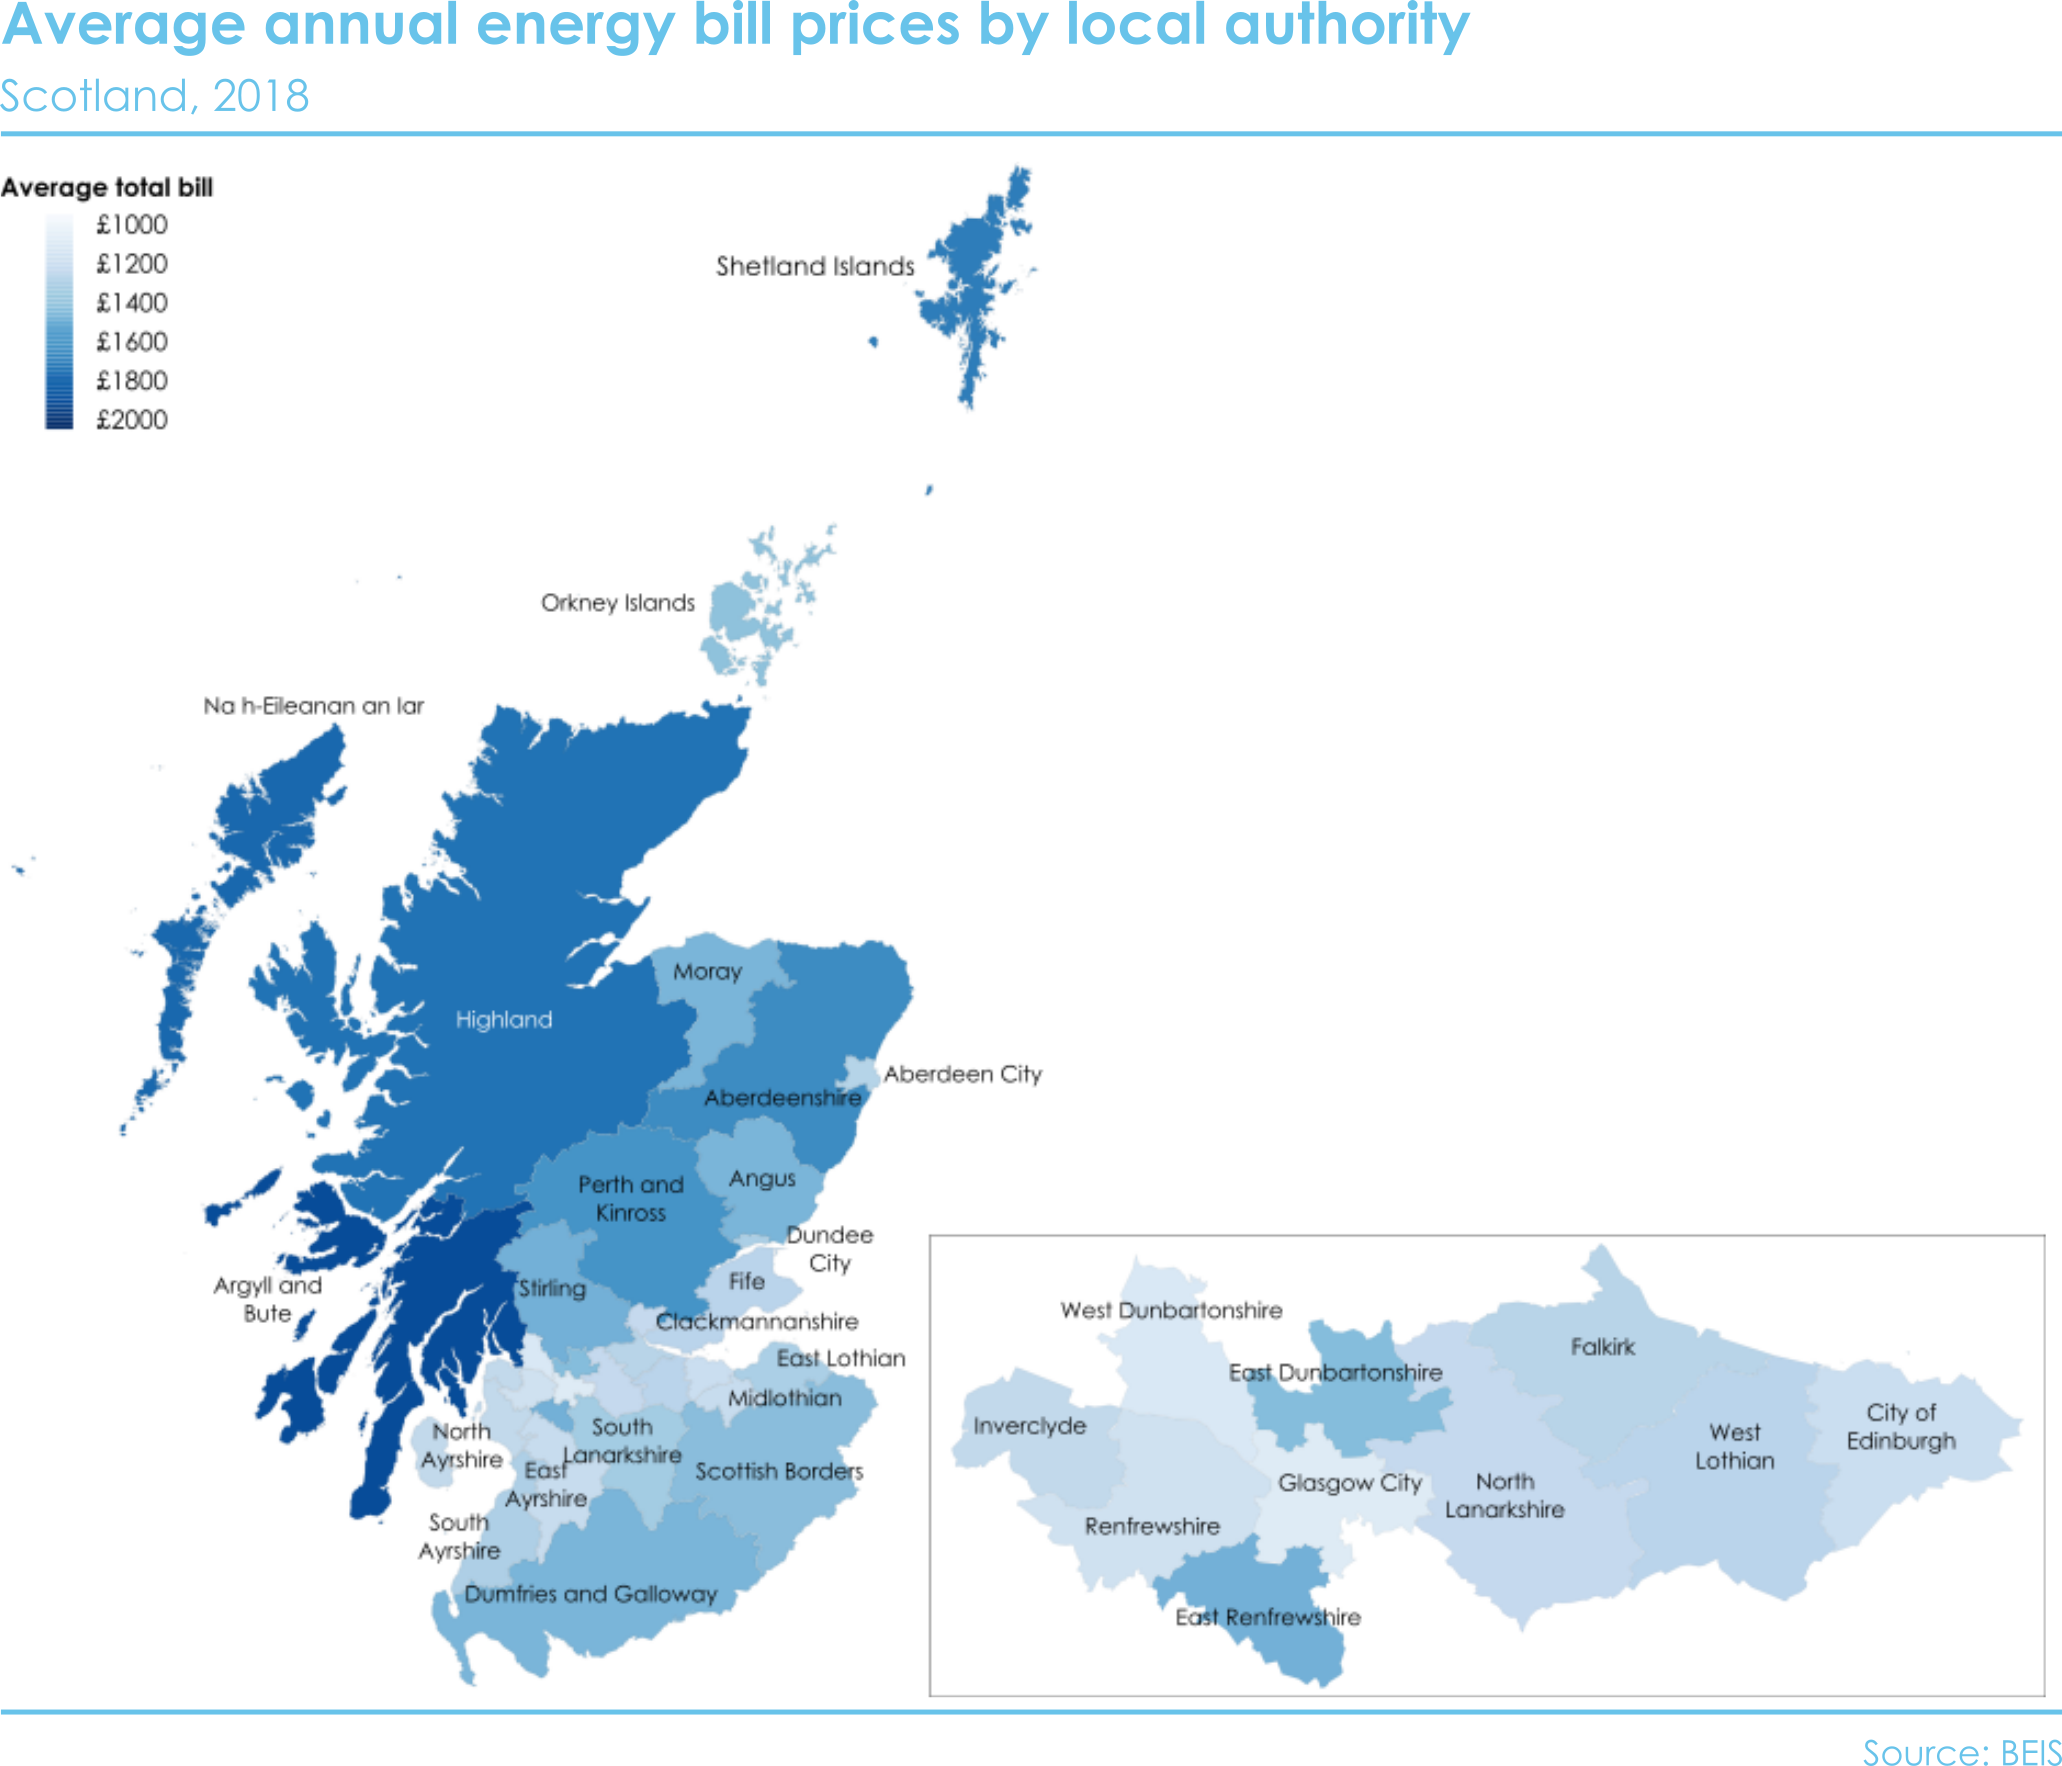 Average annual energy bill prices by local authority
Scotland, 2018
Average total bill
£1000
£1200
£1400
£1600
£1800
£2000
Shetland Islands
Orkney Islands
Na h-Eileanan an Iar
Moray
Highland
Aberdeen City
Aberdeenshire
Angus
Perth and
Kinross
Dundee
City
Argyll and
Bute
Stirling
Fife
Clackmannanshire
East Lothian
Midlothian
North
Ayrshire
South
Lanarkshire
East
Ayrshire
Scottish Borders
South
Ayrshire
Dumfries and Galloway
West Dunbartonshire
East Dunbartonshire
Falkirk
Inverclyde
City of
Edinburgh
West
Lothian
Glasgow City
North
Lanarkshire
Renfrewshire
East Renfrewshire
Source: BEIS